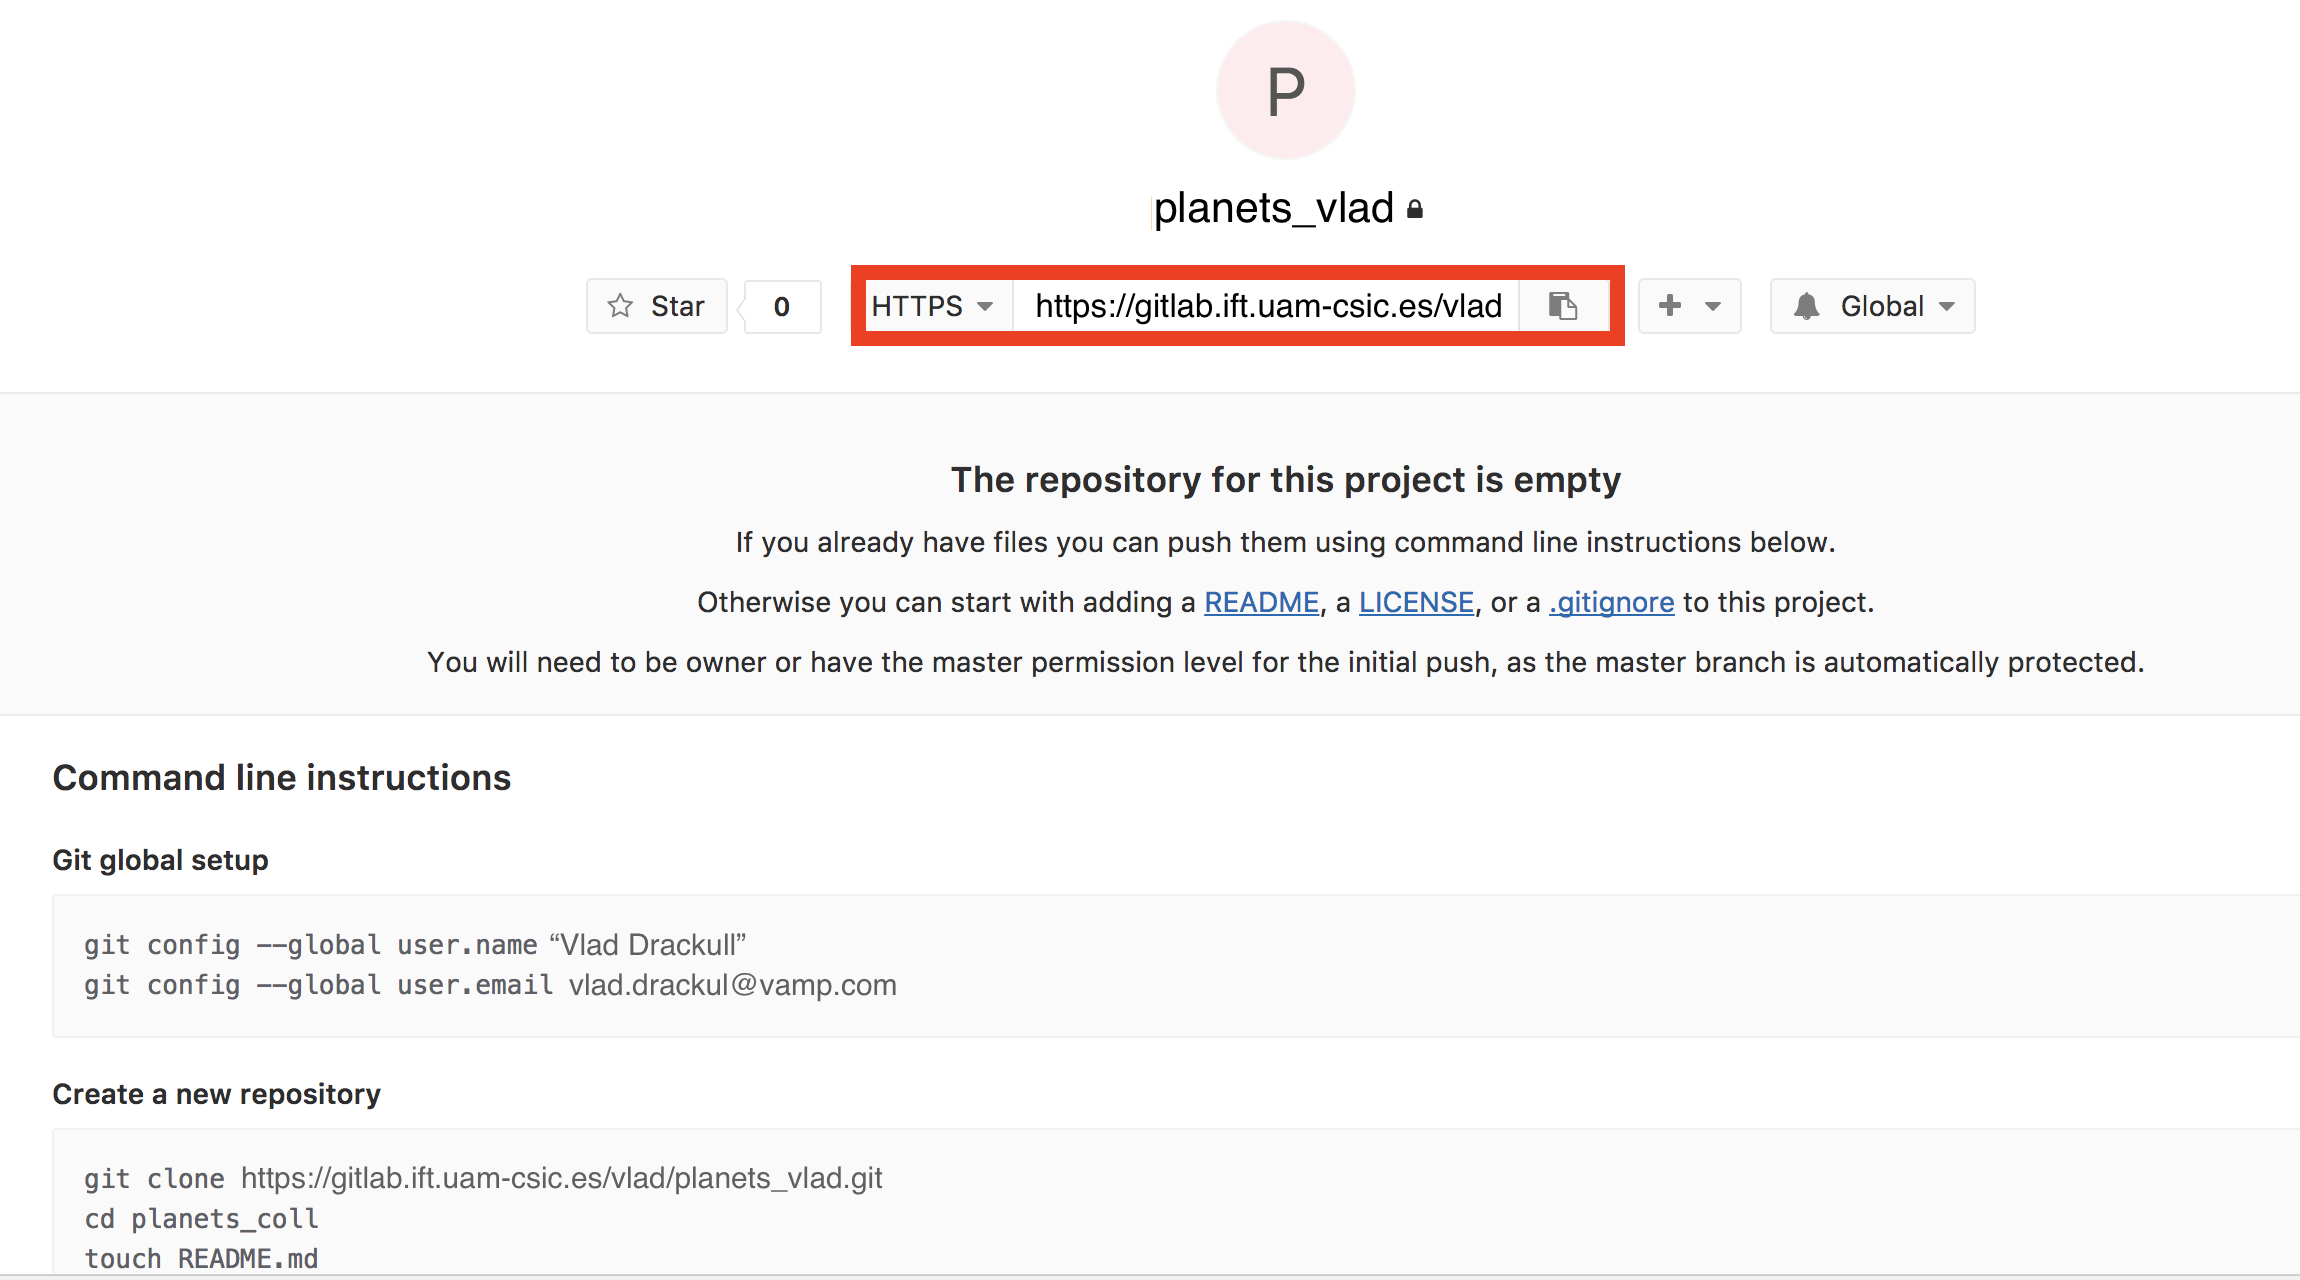 P
planets_vlad
Star 0 HTTPS https://gitlab.ift.uam-csic.es/vlad Global
The repository for this project is empty
If you already have files you can push them using command line instructions below.
Otherwise you can start with adding a README, a LICENSE, or a .gitignore to this project.
You will need to be owner or have the master permission level for the initial push, as the master branch is automatically protected.
Command line instructions
Git global setup
git config --global user.name “Vlad Drackull”
git config --global user.email vlad.drackul@vamp.com
Create a new repository
git clone https://gitlab.ift.uam-csic.es/vlad/planets_vlad.git
cd planets_coll
touch README.md